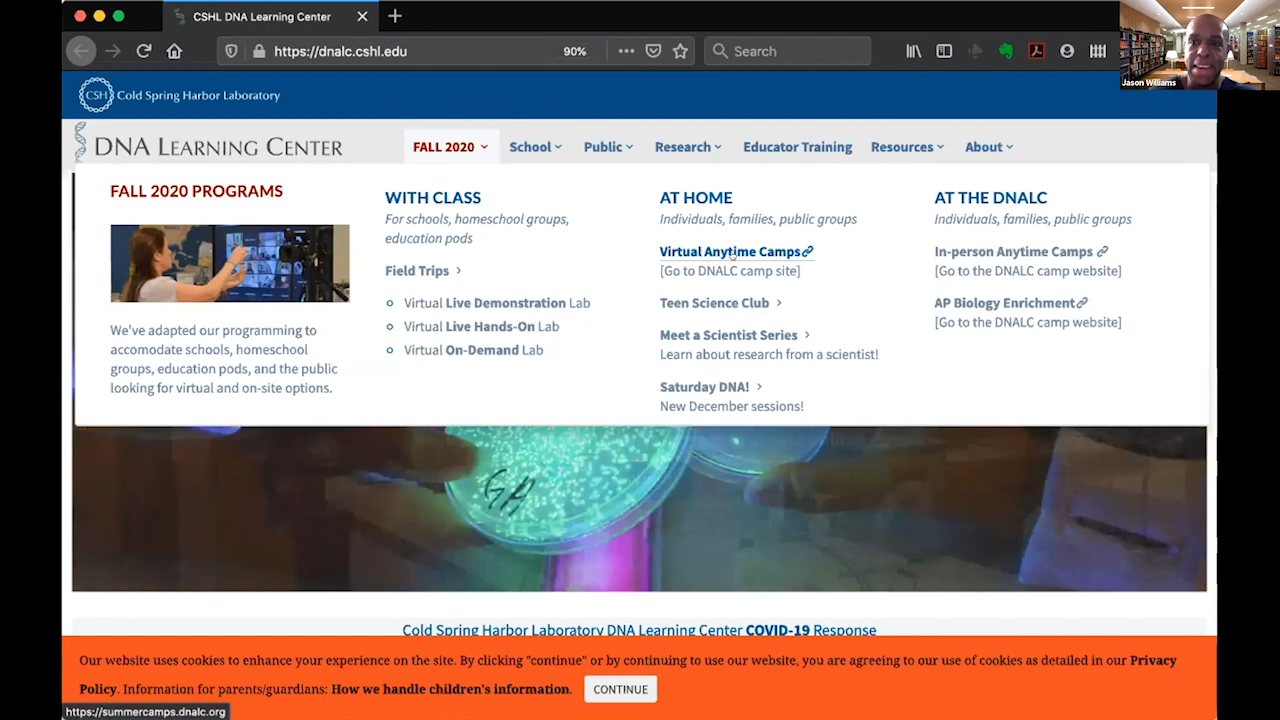 CSHL DNA Learning Center
https://dnalc.cshl.edu
90%
Search
Jason Williams
CSH Cold Spring Harbor Laboratory
DNA LEARNING CENTER
FALL 2020
School
Public
Research
Educator Training
Resources
About
FALL 2020 PROGRAMS
We've adapted our programming to
accomodate schools, homeschool
groups, education pods, and the public
looking for virtual and on-site options.
WITH CLASS
For schools, homeschool groups,
education pods
Field Trips
Virtual Live Demonstration Lab
Virtual Live Hands-On Lab
Virtual On-Demand Lab
AT HOME
Individuals, families, public groups
Virtual Anytime Camps
[Go to DNALC camp site]
Teen Science Club
Meet a Scientist Series
Learn about research from a scientist!
Saturday DNA!
New December sessions!
AT THE DNALC
Individuals, families, public groups
In-person Anytime Camps
[Go to the DNALC camp website]
AP Biology Enrichment
[Go to the DNALC camp website]
Cold Spring Harbor Laboratory DNA Learning Center COVID-19 Response
Our website uses cookies to enhance your experience on the site. By clicking "continue" or by continuing to use our website, you are agreeing to our use of cookies as detailed in our Privacy
Policy. Information for parents/guardians: How we handle children's information.
CONTINUE
https://summercamps.dnalc.org